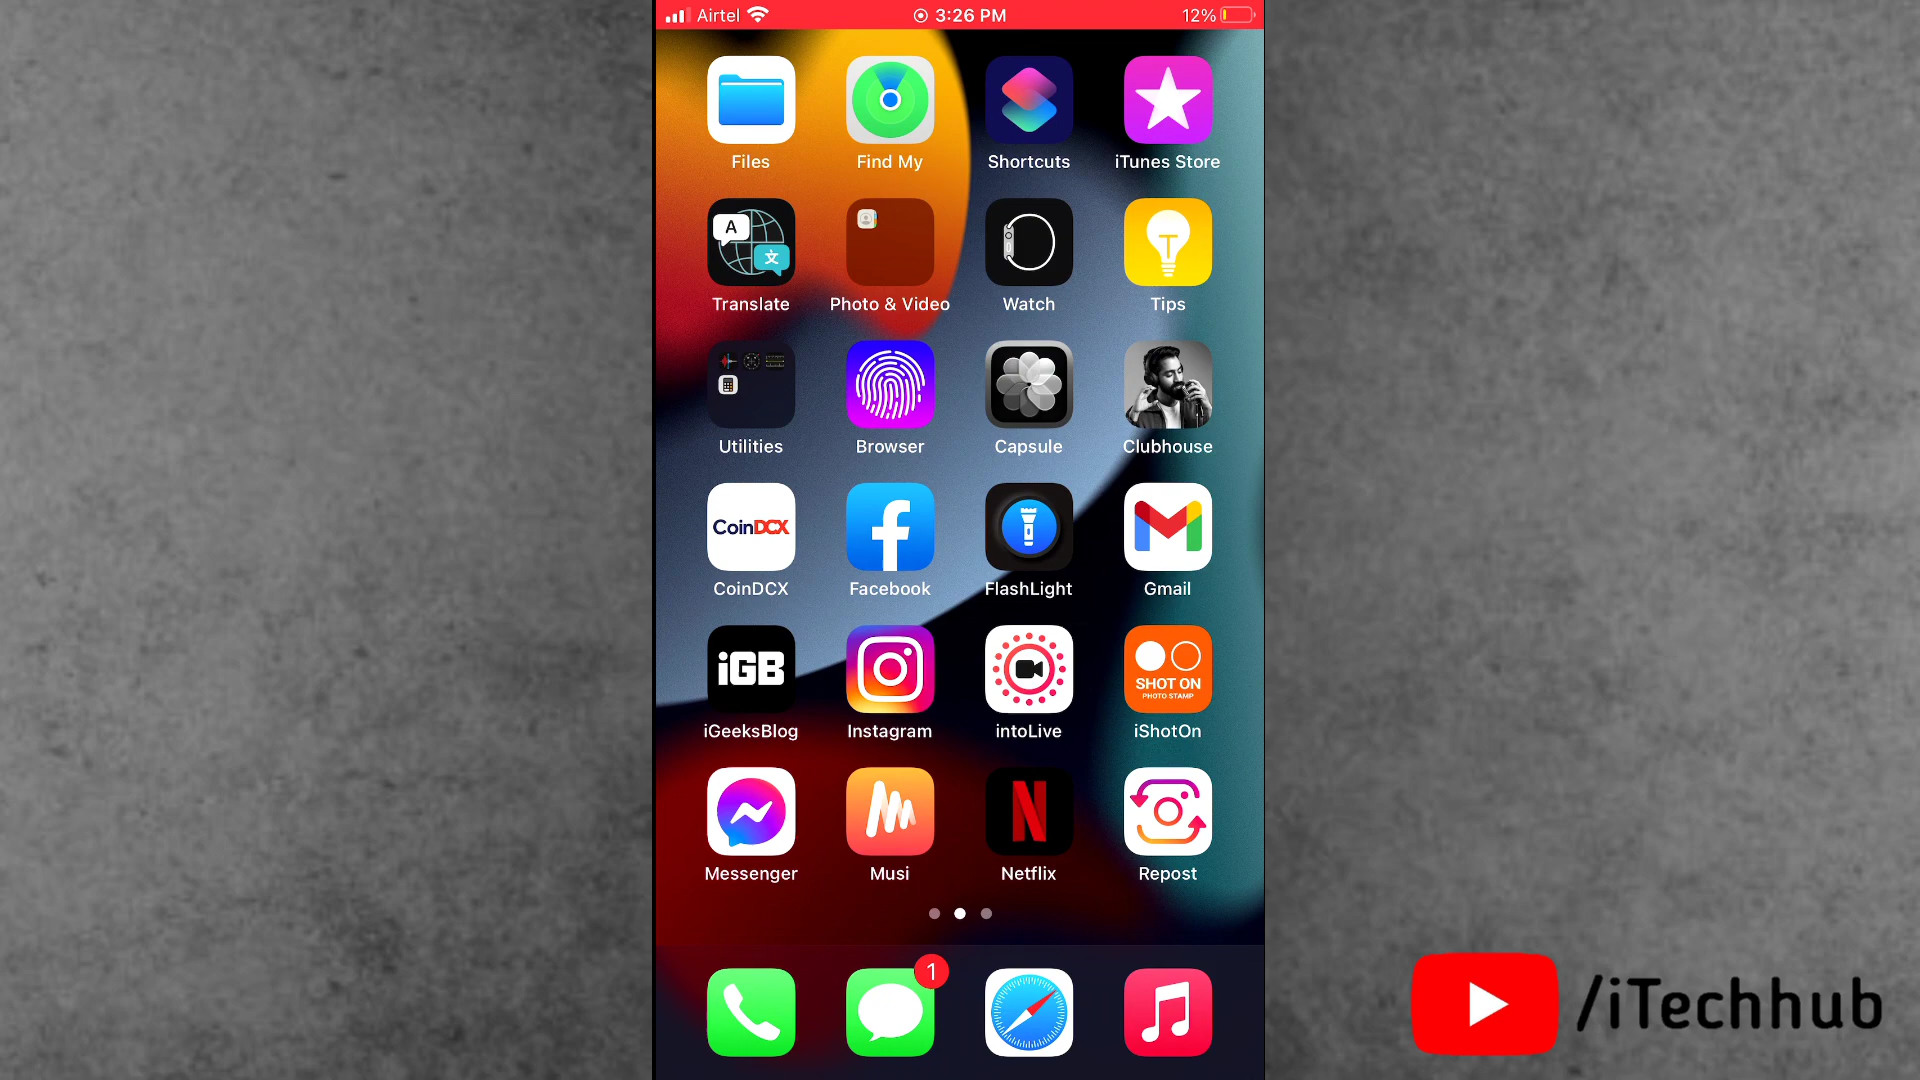 Airtel 3:26 PM 12%
Files Find My Shortcuts iTunes Store
A 文
Translate Photo & Video Watch Tips
Utilities Browser Capsule Clubhouse
CoinDCX
CoinDCX Facebook FlashLight Gmail
iGB SHOT ON
PHOTO STAMP
iGeeksBlog Instagram intoLive iShotOn
Messenger Musi Netflix Repost
1
/iTechhub